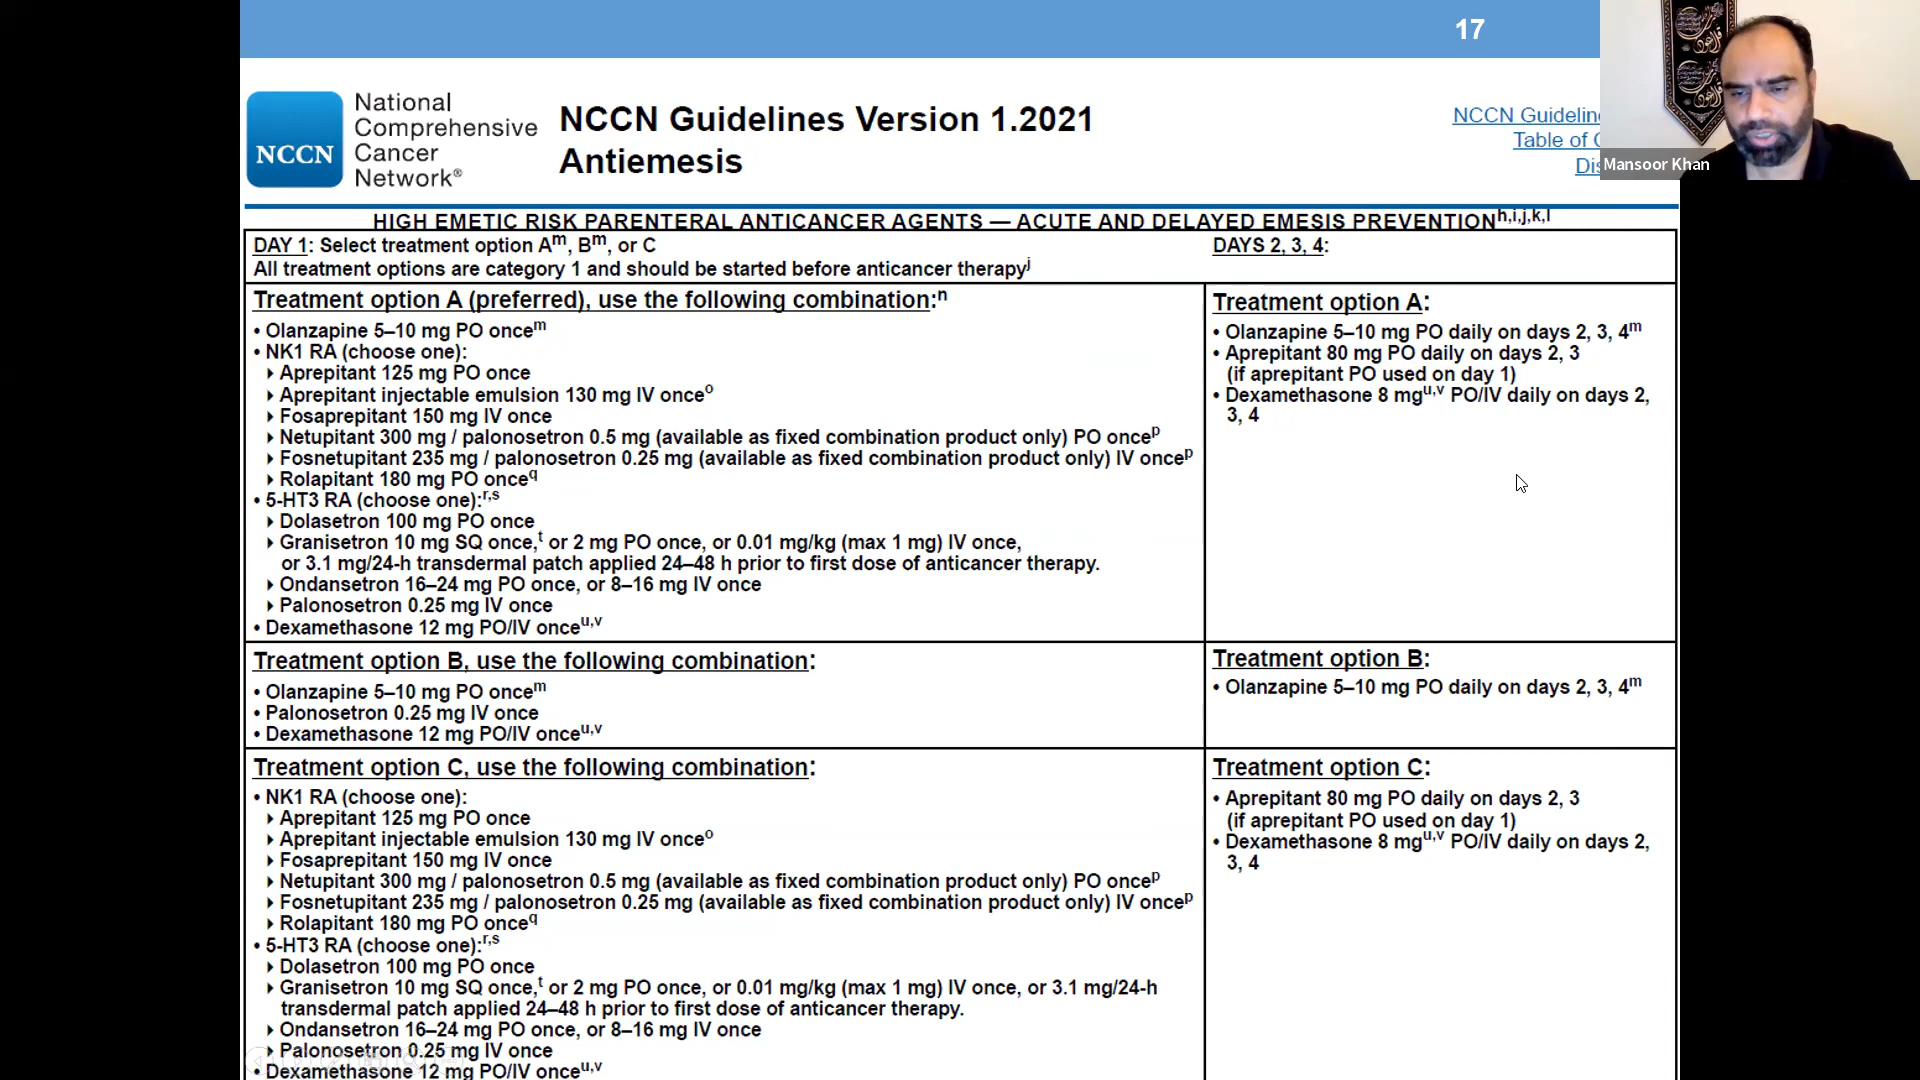 17
NCCN
National
Comprehensive
Cancer
Network®
NCCN Guidelines Version 1.2021
Antiemesis
NCCN
Table of
Mansoor Khan
HIGH EMETIC RISK PARENTERAL ANTICANCER AGENTS — ACUTE AND DELAYED EMESIS PREVENTIONh,i,j,k,l
DAY 1: Select treatment option Am, Bm, or C
All treatment options are category 1 and should be started before anticancer therapyj
DAYS 2, 3, 4:
Treatment option A (preferred), use the following combination:n
• Olanzapine 5–10 mg PO oncem
• NK1 RA (choose one):
Aprepitant 125 mg PO once
Aprepitant injectable emulsion 130 mg IV onceo
Fosaprepitant 150 mg IV once
Netupitant 300 mg / palonosetron 0.5 mg (available as fixed combination product only) PO oncep
Fosnetupitant 235 mg / palonosetron 0.25 mg (available as fixed combination product only) IV oncep
Rolapitant 180 mg PO onceq
• 5-HT3 RA (choose one):r,s
Dolasetron 100 mg PO once
Granisetron 10 mg SQ once,t or 2 mg PO once, or 0.01 mg/kg (max 1 mg) IV once,
or 3.1 mg/24-h transdermal patch applied 24–48 h prior to first dose of anticancer therapy.
Ondansetron 16–24 mg PO once, or 8–16 mg IV once
Palonosetron 0.25 mg IV once
• Dexamethasone 12 mg PO/IV onceu,v
Treatment option A:
• Olanzapine 5–10 mg PO daily on days 2, 3, 4m
• Aprepitant 80 mg PO daily on days 2, 3
(if aprepitant PO used on day 1)
• Dexamethasone 8 mgu,v PO/IV daily on days 2,
3, 4
Treatment option B, use the following combination:
• Olanzapine 5–10 mg PO oncem
• Palonosetron 0.25 mg IV once
• Dexamethasone 12 mg PO/IV onceu,v
Treatment option B:
• Olanzapine 5–10 mg PO daily on days 2, 3, 4m
Treatment option C, use the following combination:
• NK1 RA (choose one):
Aprepitant 125 mg PO once
Aprepitant injectable emulsion 130 mg IV onceo
Fosaprepitant 150 mg IV once
Netupitant 300 mg / palonosetron 0.5 mg (available as fixed combination product only) PO oncep
Fosnetupitant 235 mg / palonosetron 0.25 mg (available as fixed combination product only) IV oncep
Rolapitant 180 mg PO onceq
• 5-HT3 RA (choose one):r,s
Dolasetron 100 mg PO once
Granisetron 10 mg SQ once,t or 2 mg PO once, or 0.01 mg/kg (max 1 mg) IV once, or 3.1 mg/24-h
transdermal patch applied 24–48 h prior to first dose of anticancer therapy.
Ondansetron 16–24 mg PO once, or 8–16 mg IV once
Palonosetron 0.25 mg IV once
• Dexamethasone 12 mg PO/IV onceu,v
Treatment option C:
• Aprepitant 80 mg PO daily on days 2, 3
(if aprepitant PO used on day 1)
• Dexamethasone 8 mgu,v PO/IV daily on days 2,
3, 4